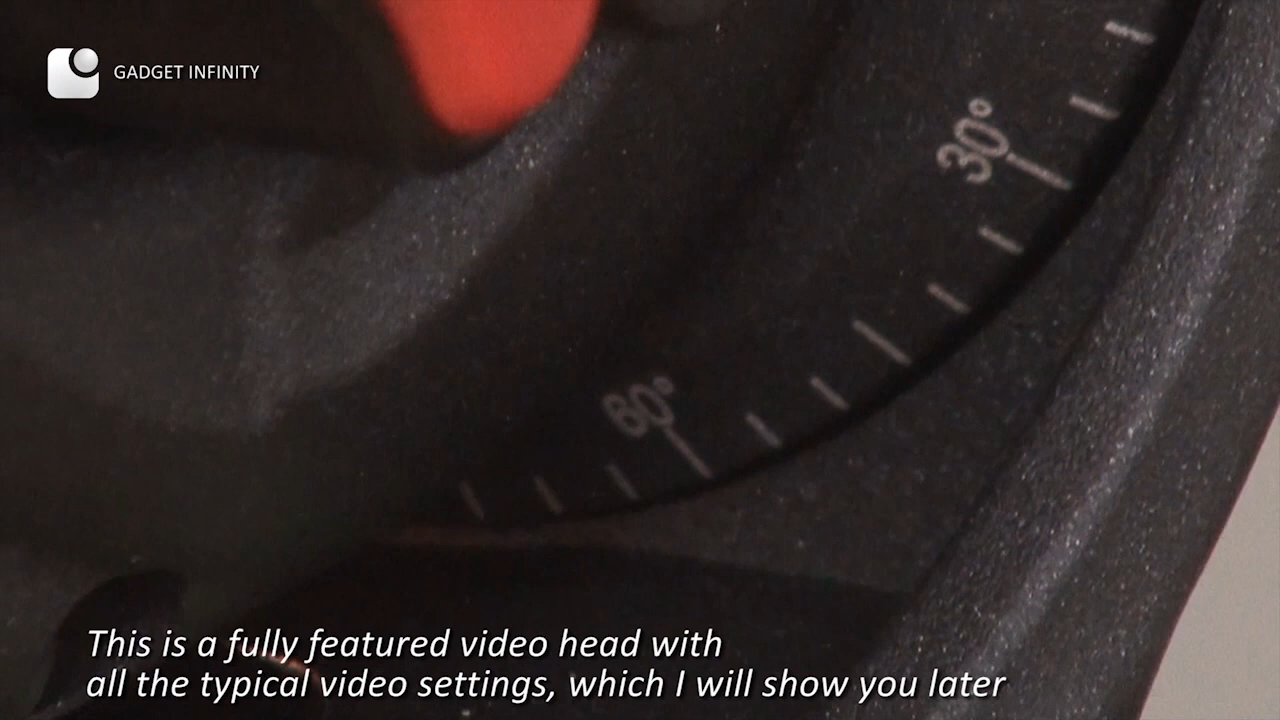 GADGET INFINITY
30°
60°
This is a fully featured video head with
all the typical video settings, which I will show you later